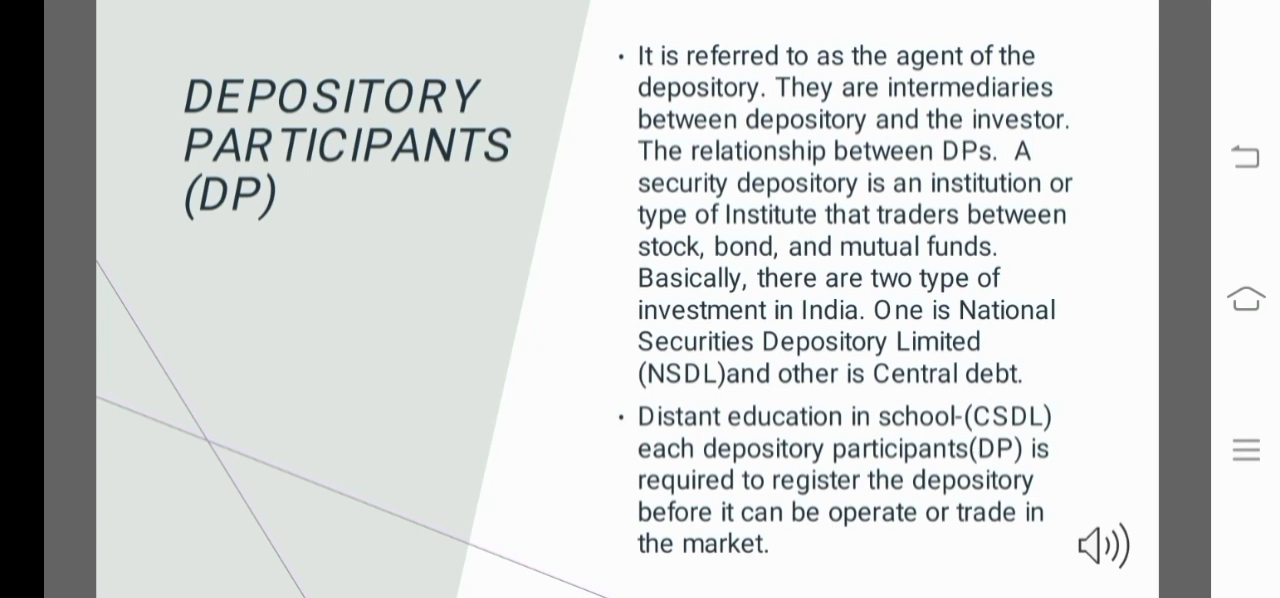 DEPOSITORY
PARTICIPANTS
(DP)
• It is referred to as the agent of the
depository. They are intermediaries
between depository and the investor.
The relationship between DPs. A
security depository is an institution or
type of Institute that traders between
stock, bond, and mutual funds.
Basically, there are two type of
investment in India. One is National
Securities Depository Limited
(NSDL)and other is Central debt.
• Distant education in school-(CSDL)
each depository participants(DP) is
required to register the depository
before it can be operate or trade in
the market.